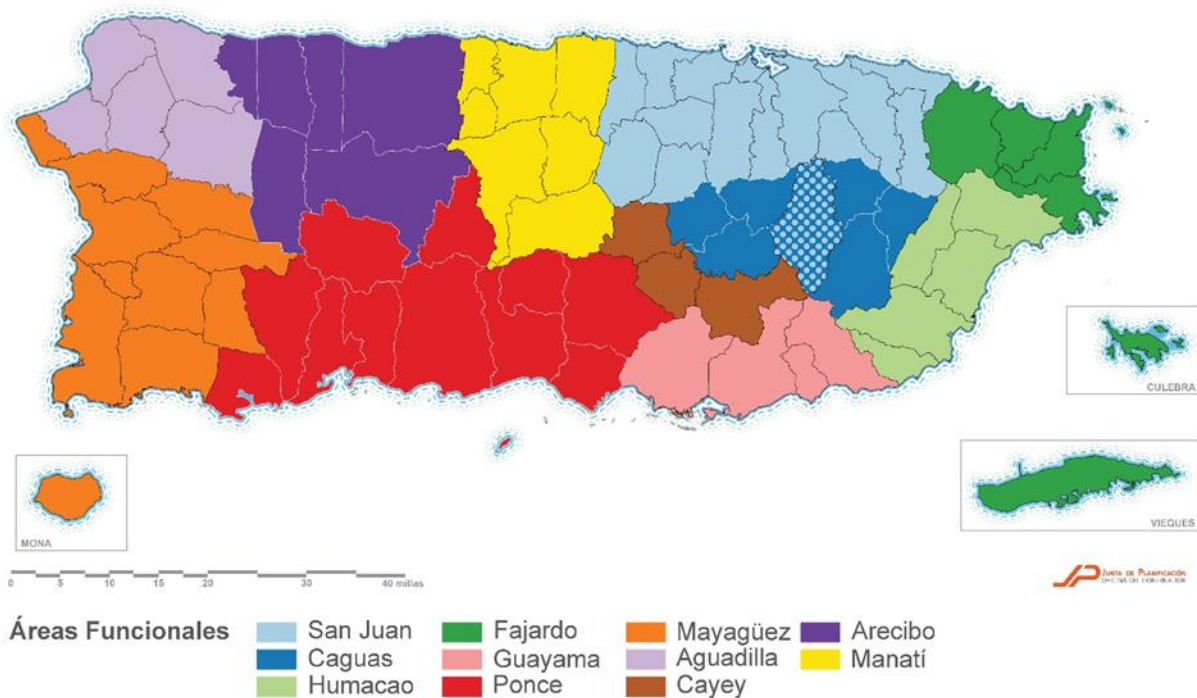 CULEBRA
VIEQUES
MONA
0 5 10 15 20 30 40 millas
JP JUNTA DE PLANIFICACIÓN
Áreas Funcionales
San Juan Fajardo Mayagüez Arecibo
Caguas Guayama Aguadilla Manatí
Humacao Ponce Cayey